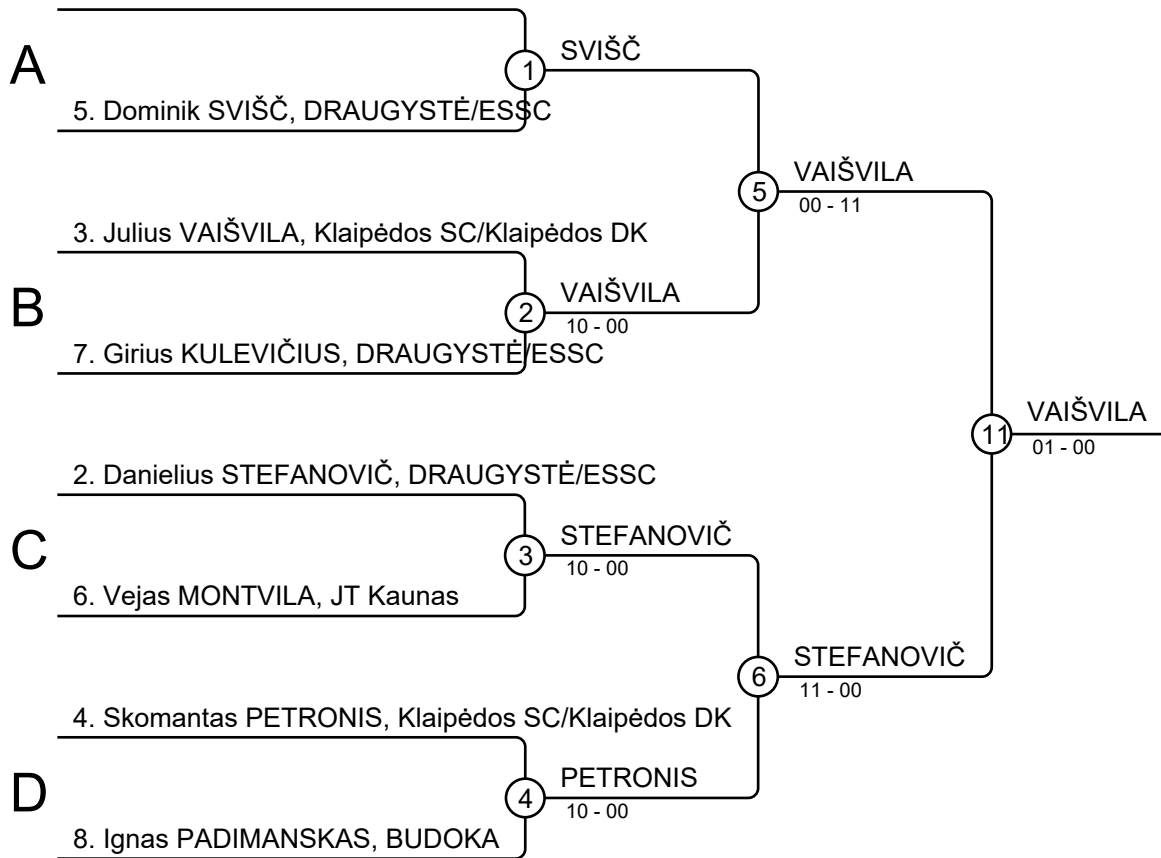 A
1
SVIŠČ
5. Dominik SVIŠČ, DRAUGYSTĖ/ESSC
5
VAIŠVILA
00 - 11
3. Julius VAIŠVILA, Klaipėdos SC/Klaipėdos DK
B
2
VAIŠVILA
10 - 00
7. Girius KULEVIČIUS, DRAUGYSTĖ/ESSC
11
VAIŠVILA
01 - 00
2. Danielius STEFANOVIČ, DRAUGYSTĖ/ESSC
C
3
STEFANOVIČ
10 - 00
6. Vejas MONTVILA, JT Kaunas
6
STEFANOVIČ
11 - 00
4. Skomantas PETRONIS, Klaipėdos SC/Klaipėdos DK
D
4
PETRONIS
10 - 00
8. Ignas PADIMANSKAS, BUDOKA